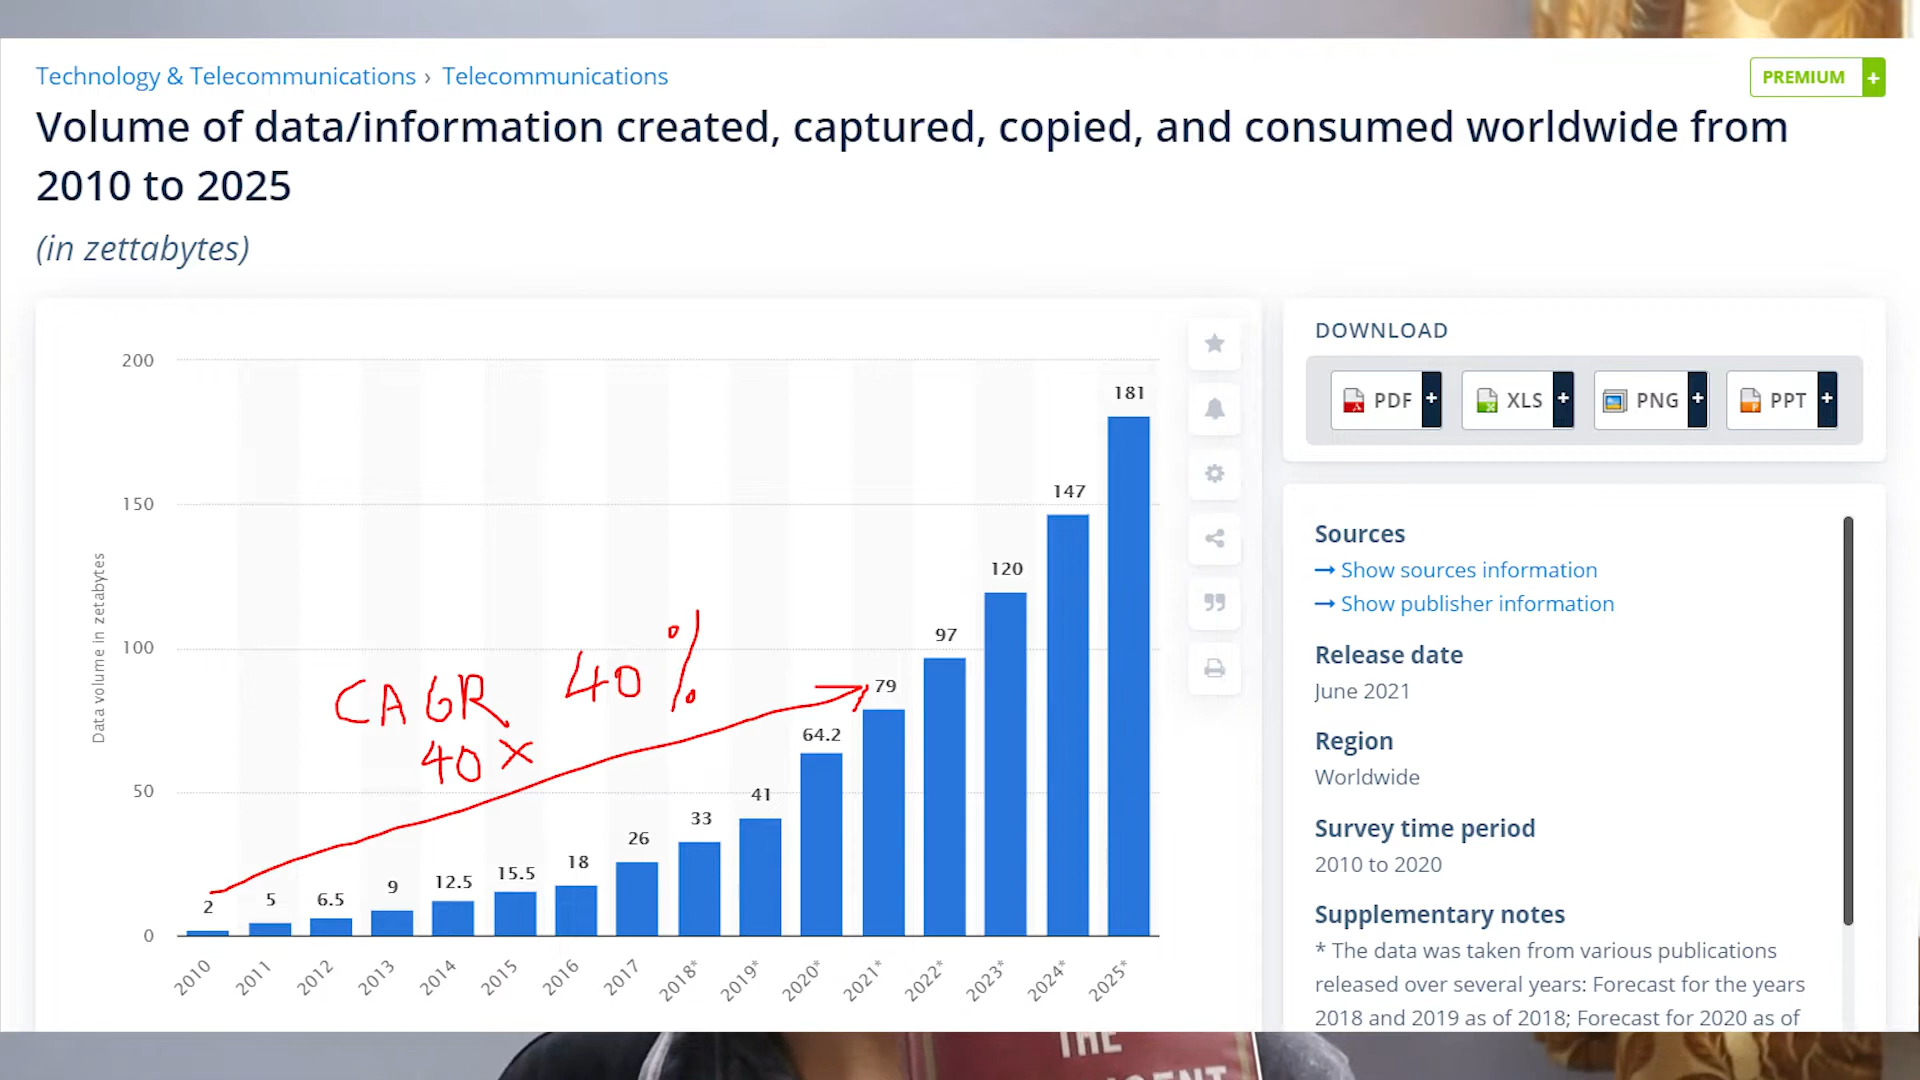 Technology & Telecommunications › Telecommunications
PREMIUM +
Volume of data/information created, captured, copied, and consumed worldwide from
2010 to 2025
(in zettabytes)
DOWNLOAD
PDF + XLS + PNG + PPT +
Data volume in zetabytes
200
150
100
50
0
2
5
6.5
9
12.5
15.5
18
26
33
41
64.2
79
97
120
147
181
CAGR 40%
40x
2010
2011
2012
2013
2014
2015
2016
2017
2018*
2019*
2020*
2021*
2022*
2023*
2024*
2025*
Sources
→ Show sources information
→ Show publisher information
Release date
June 2021
Region
Worldwide
Survey time period
2010 to 2020
Supplementary notes
* The data was taken from various publications
released over several years: Forecast for the years
2018 and 2019 as of 2018; Forecast for 2020 as of
THE